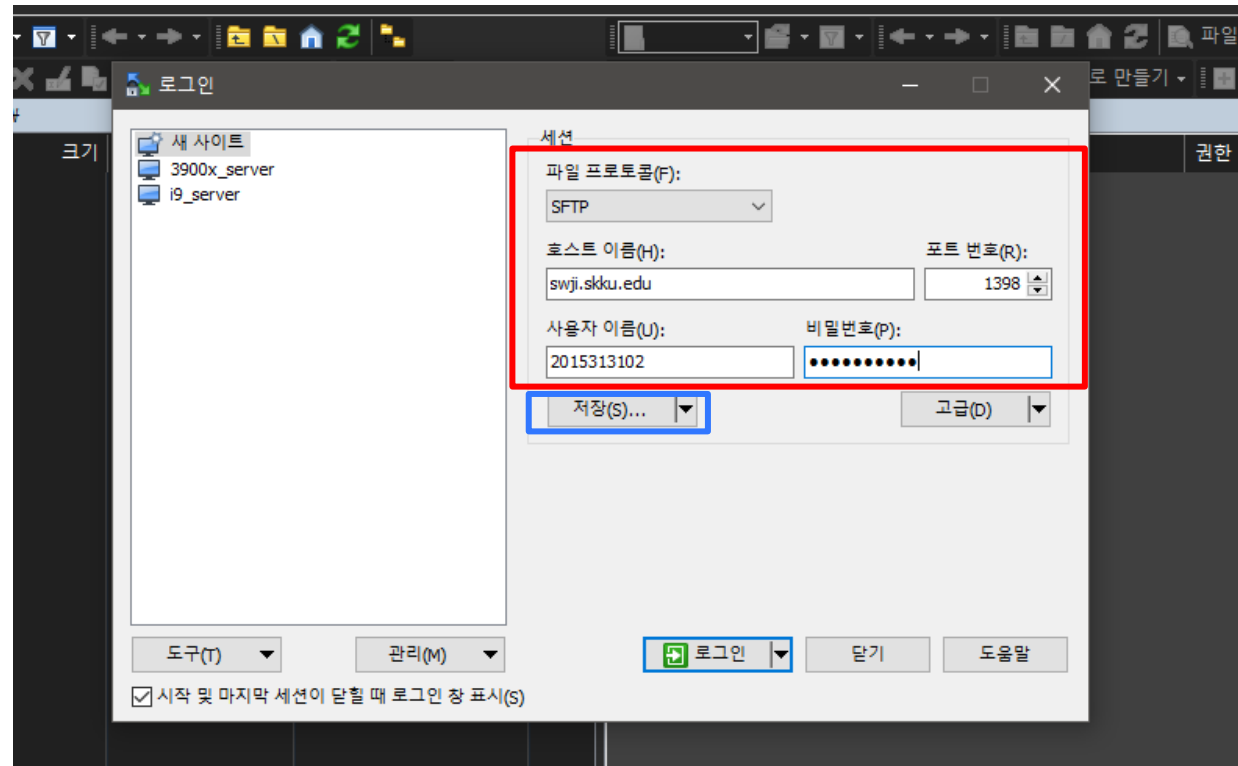 파일
로 만들기
로그인
크기
권한
새 사이트
3900x_server
i9_server
세션
파일 프로토콜(F):
SFTP
호스트 이름(H):
포트 번호(R):
swji.skku.edu
1398
사용자 이름(U):
비밀번호(P):
2015313102
●●●●●●●●●●
저장(S)...
고급(D)
도구(T)
관리(M)
로그인
닫기
도움말
시작 및 마지막 세션이 닫힐 때 로그인 창 표시(S)